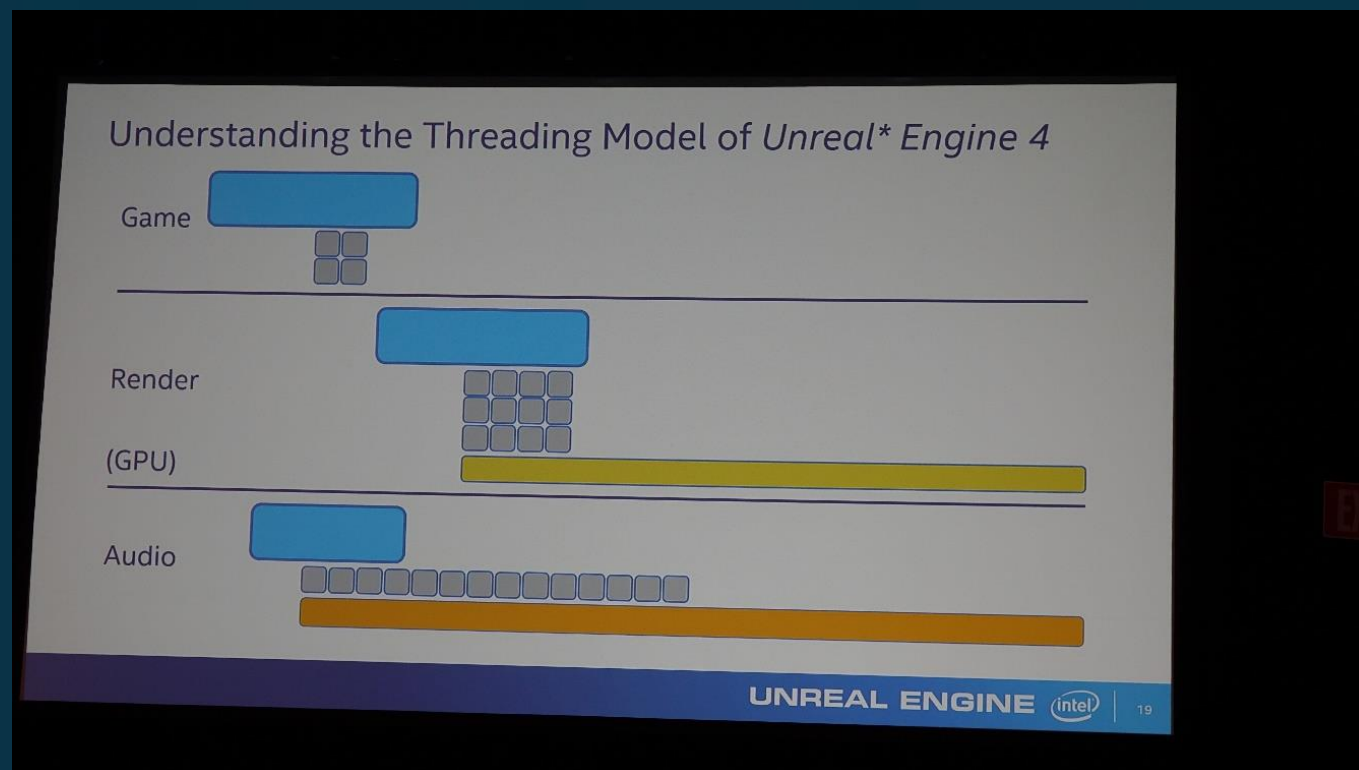 Understanding the Threading Model of Unreal* Engine 4
Game
Render
(GPU)
Audio
UNREAL ENGINE intel 19